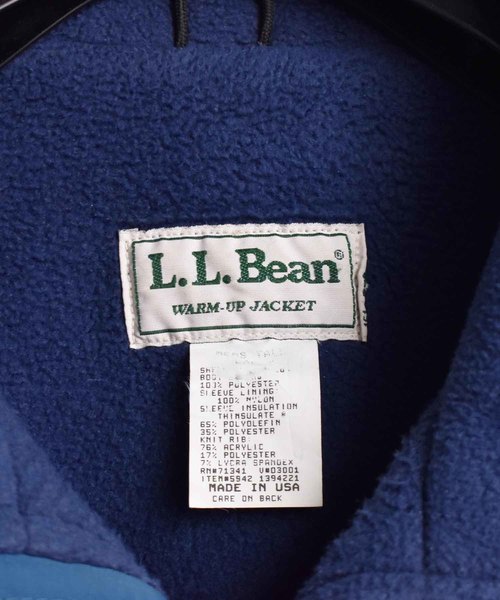 L.L.Bean®
WARM-UP JACKET
BODY
100% POLYESTER
SLEEVE LINING
100% NYLON
SLEEVE INSULATION
THINSULATE
65% POLYOLEFIN
35% POLYESTER
KNIT RIB:
76% ACRYLIC
17% POLYESTER
7% LYCRA SPANDEX
RN#71341 V#03001
ITEM#5942 1394221
MADE IN USA
CARE ON BACK